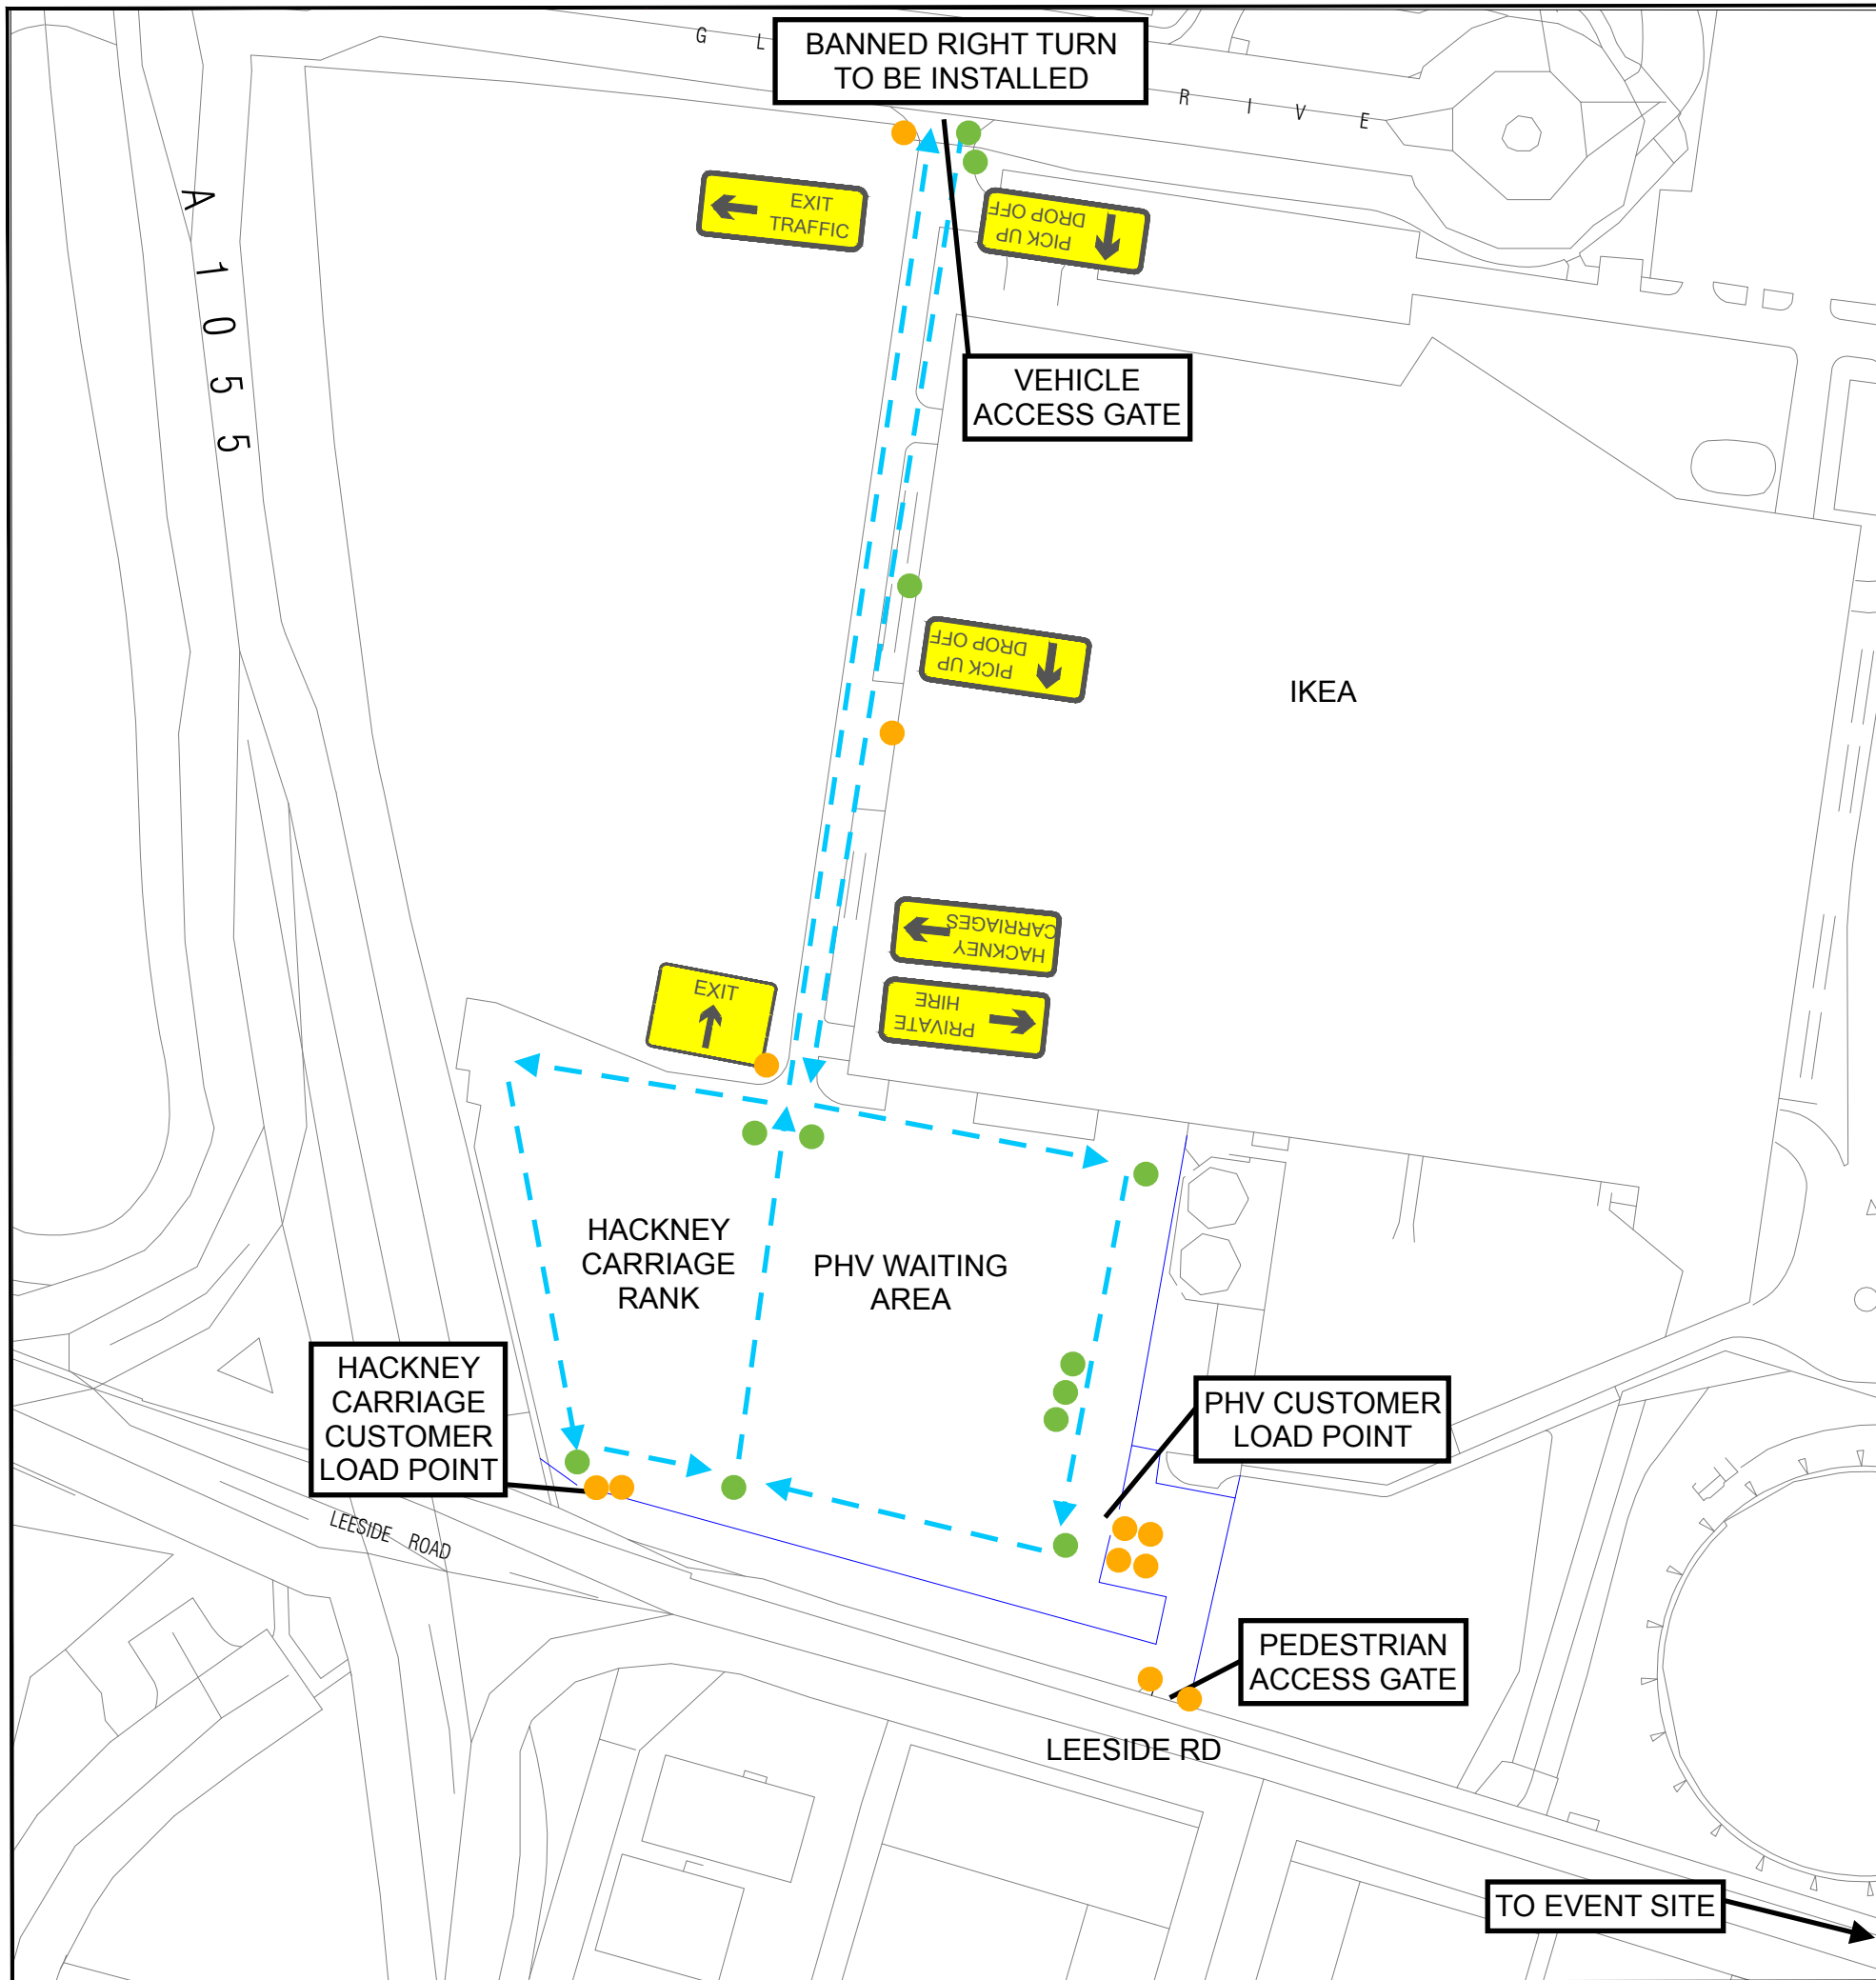 G L
BANNED RIGHT TURN
TO BE INSTALLED
R I V E
A 1 0 5 5
EXIT
TRAFFIC
PICK UP
DROP OFF
VEHICLE
ACCESS GATE
PICK UP
DROP OFF
IKEA
HACKNEY
CARRIAGES
PRIVATE
HIRE
EXIT
HACKNEY
CARRIAGE
RANK
PHV WAITING
AREA
HACKNEY
CARRIAGE
CUSTOMER
LOAD POINT
PHV CUSTOMER
LOAD POINT
LEESIDE ROAD
PEDESTRIAN
ACCESS GATE
LEESIDE RD
TO EVENT SITE